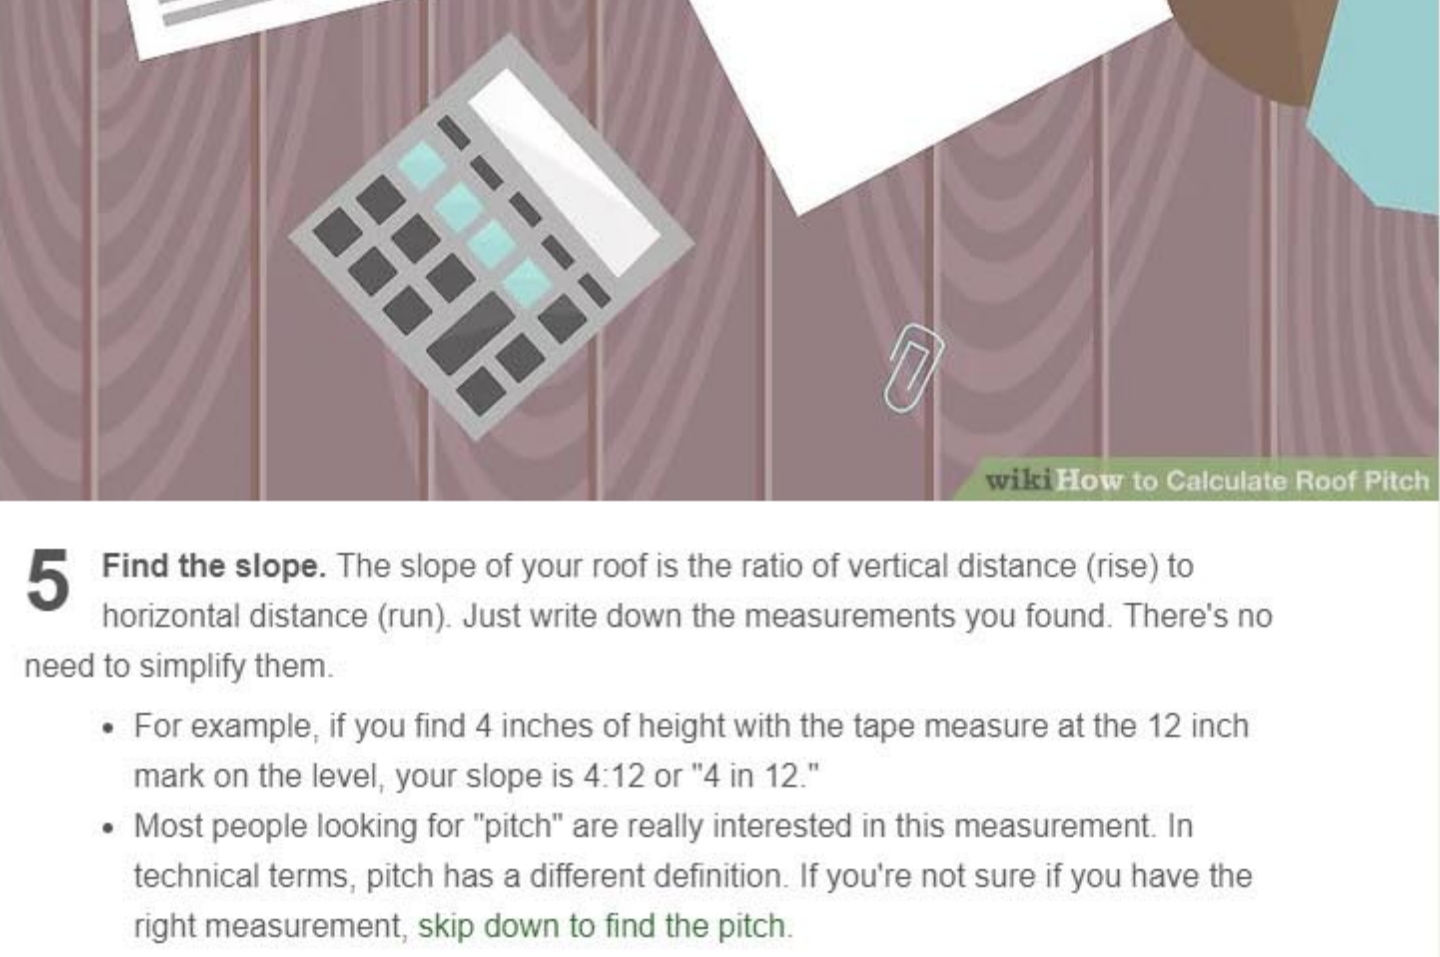 wikiHow to Calculate Roof Pitch
5 Find the slope. The slope of your roof is the ratio of vertical distance (rise) to
horizontal distance (run). Just write down the measurements you found. There's no
need to simplify them.
• For example, if you find 4 inches of height with the tape measure at the 12 inch
mark on the level, your slope is 4:12 or "4 in 12."
• Most people looking for "pitch" are really interested in this measurement. In
technical terms, pitch has a different definition. If you're not sure if you have the
right measurement, skip down to find the pitch.